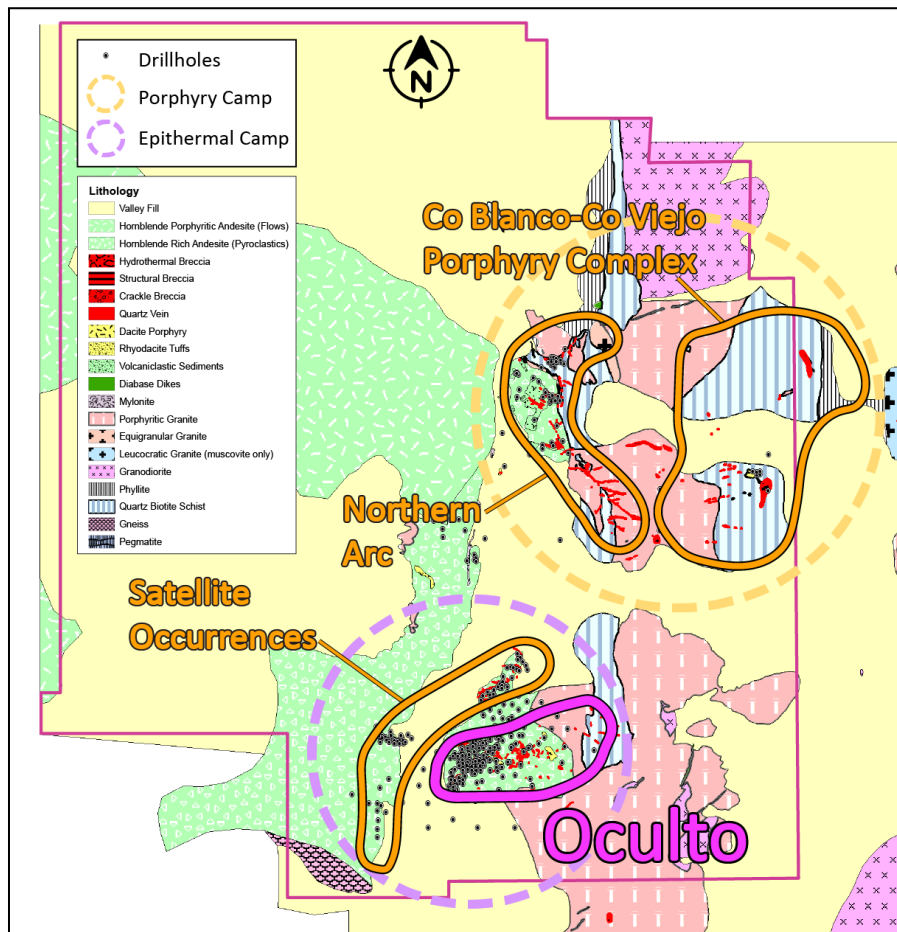 Drillholes
Porphyry Camp
Epithermal Camp
N
Lithology
Valley Fill
Hornblende Porphyritic Andesite (Flows)
Hornblende Rich Andesite (Pyroclastics)
Hydrothermal Breccia
Structural Breccia
Crackle Breccia
Quartz Vein
Dacite Porphyry
Rhyodacite Tuffs
Volcaniclastic Sediments
Diabase Dikes
Mylonite
Porphyritic Granite
Equigranular Granite
Leucocratic Granite (muscovite only)
Granodiorite
Phyllite
Quartz Biotite Schist
Gneiss
Pegmatite
Co Blanco-Co Viejo
Porphyry Complex
Northern
Arc
Satellite
Occurrences
Oculto